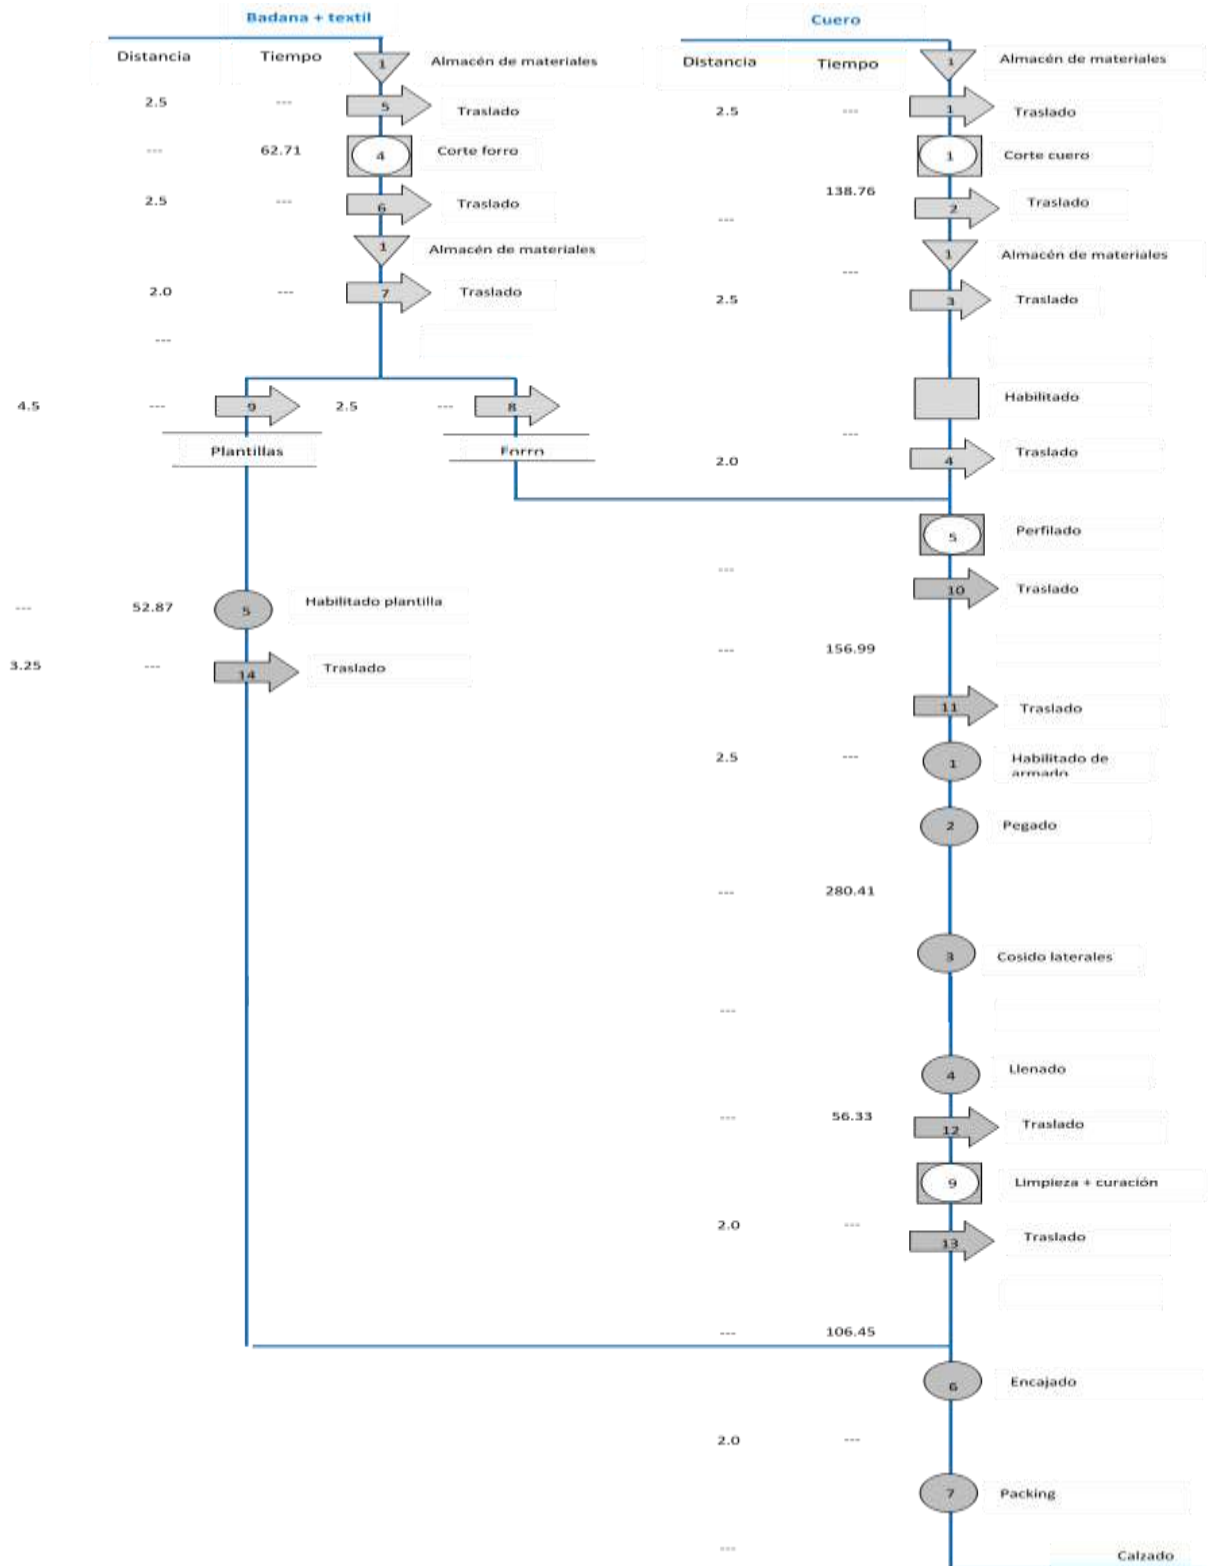 Badana + textil
Cuero
Distancia
Tiempo
1
Almacén de materiales
2.5
---
5
Traslado
---
62.71
4
Corte forro
2.5
---
6
Traslado
1
Almacén de materiales
2.0
---
7
Traslado
---
4.5
---
9
2.5
---
8
Plantillas
Forro
---
52.87
5
Habilitado plantilla
3.25
---
14
Traslado
Distancia
Tiempo
1
Almacén de materiales
2.5
---
1
Traslado
1
Corte cuero
138.76
---
2
Traslado
1
Almacén de materiales
---
2.5
3
Traslado
Habilitado
---
2.0
4
Traslado
5
Perfilado
---
10
Traslado
---
156.99
11
Traslado
2.5
---
1
Habilitado de
armado
2
Pegado
---
280.41
3
Cosido laterales
---
4
Llenado
---
56.33
12
Traslado
9
Limpieza + curación
2.0
---
13
Traslado
---
106.45
6
Encajado
2.0
---
7
Packing
---
Calzado